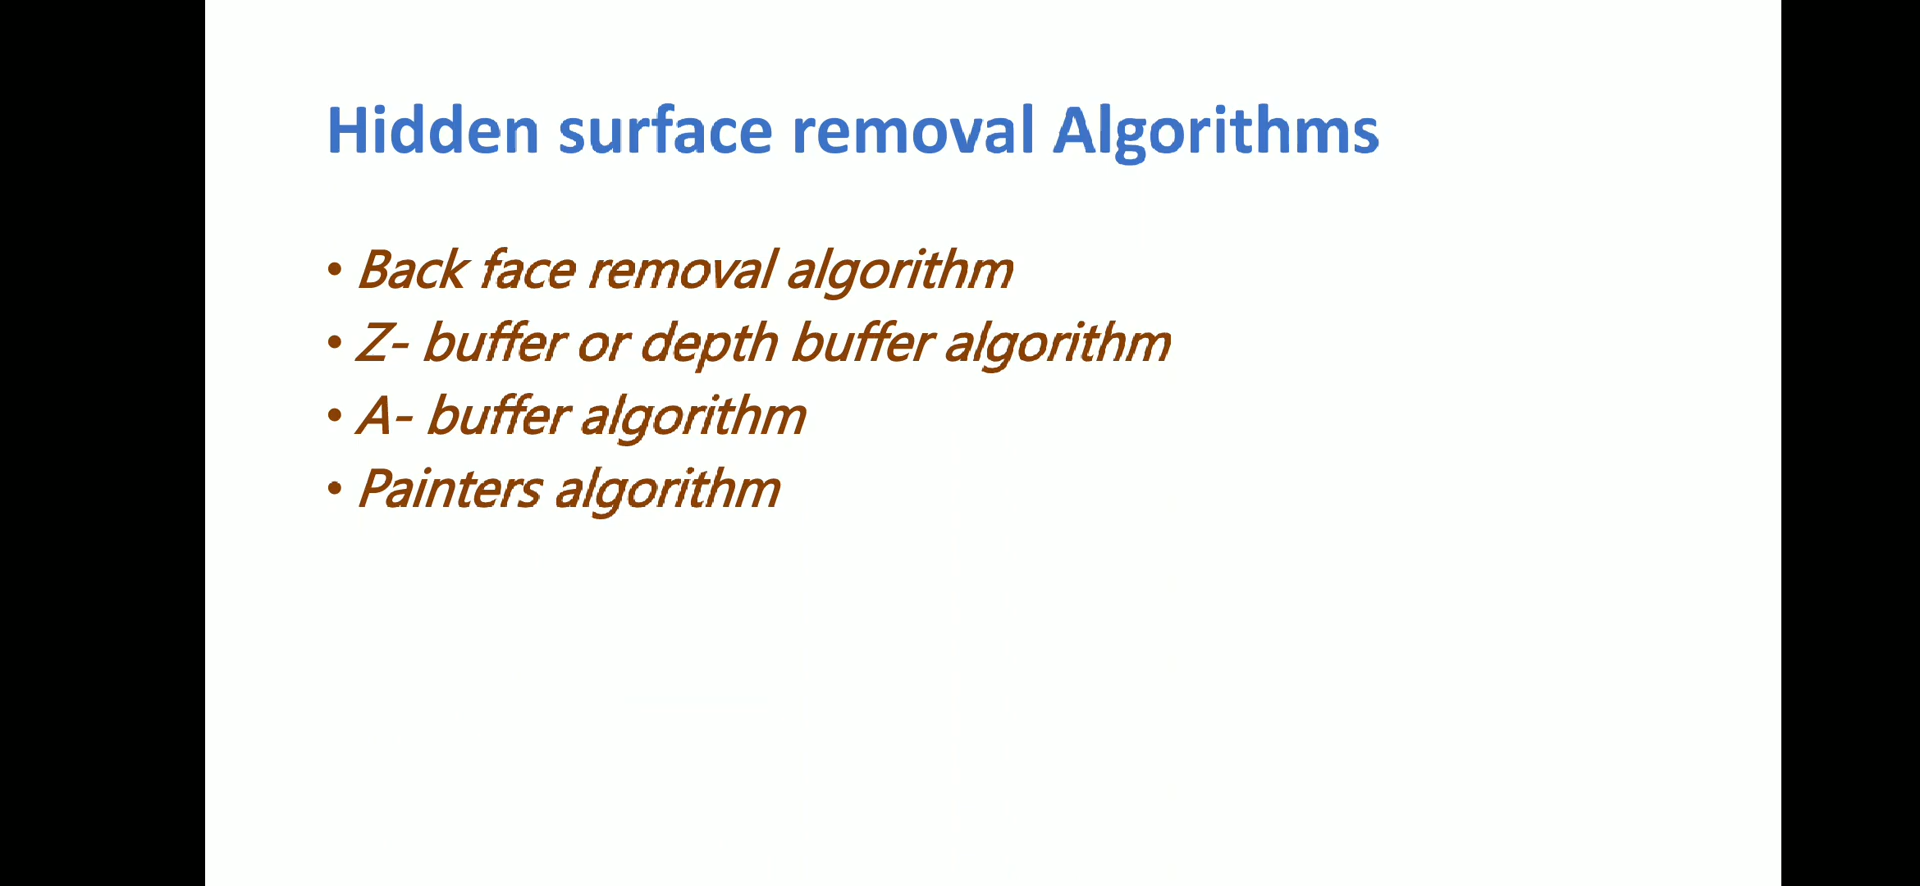 Hidden surface removal Algorithms
• Back face removal algorithm
• Z- buffer or depth buffer algorithm
• A- buffer algorithm
• Painters algorithm